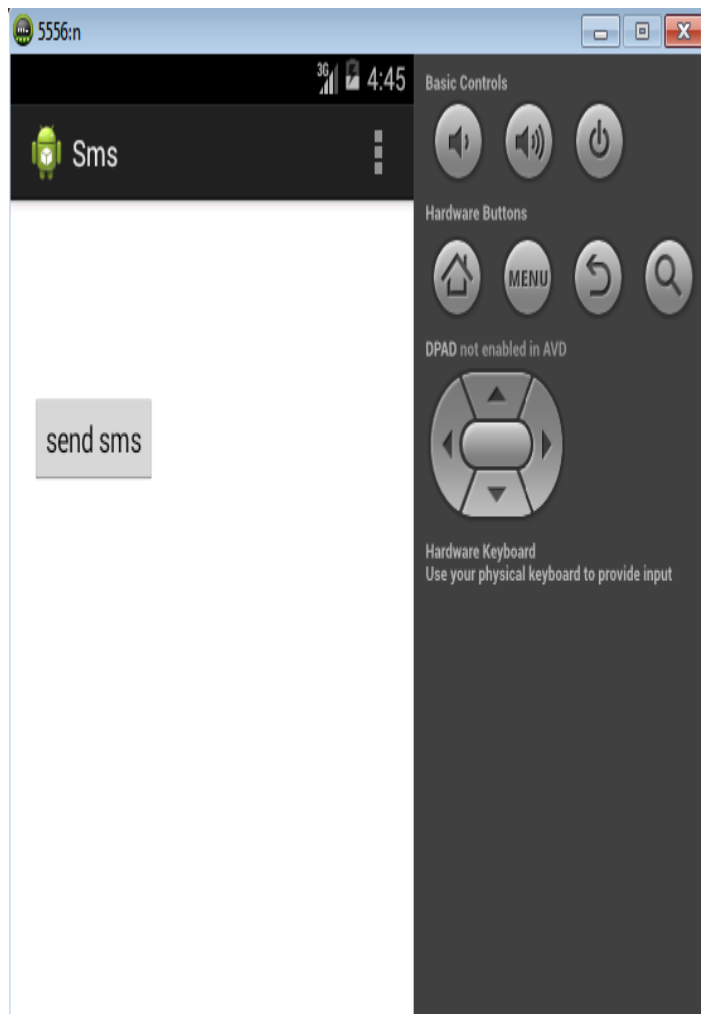 5556:n
3G 4:45
Sms
send sms
Basic Controls
Hardware Buttons
MENU
DPAD not enabled in AVD
Hardware Keyboard
Use your physical keyboard to provide input